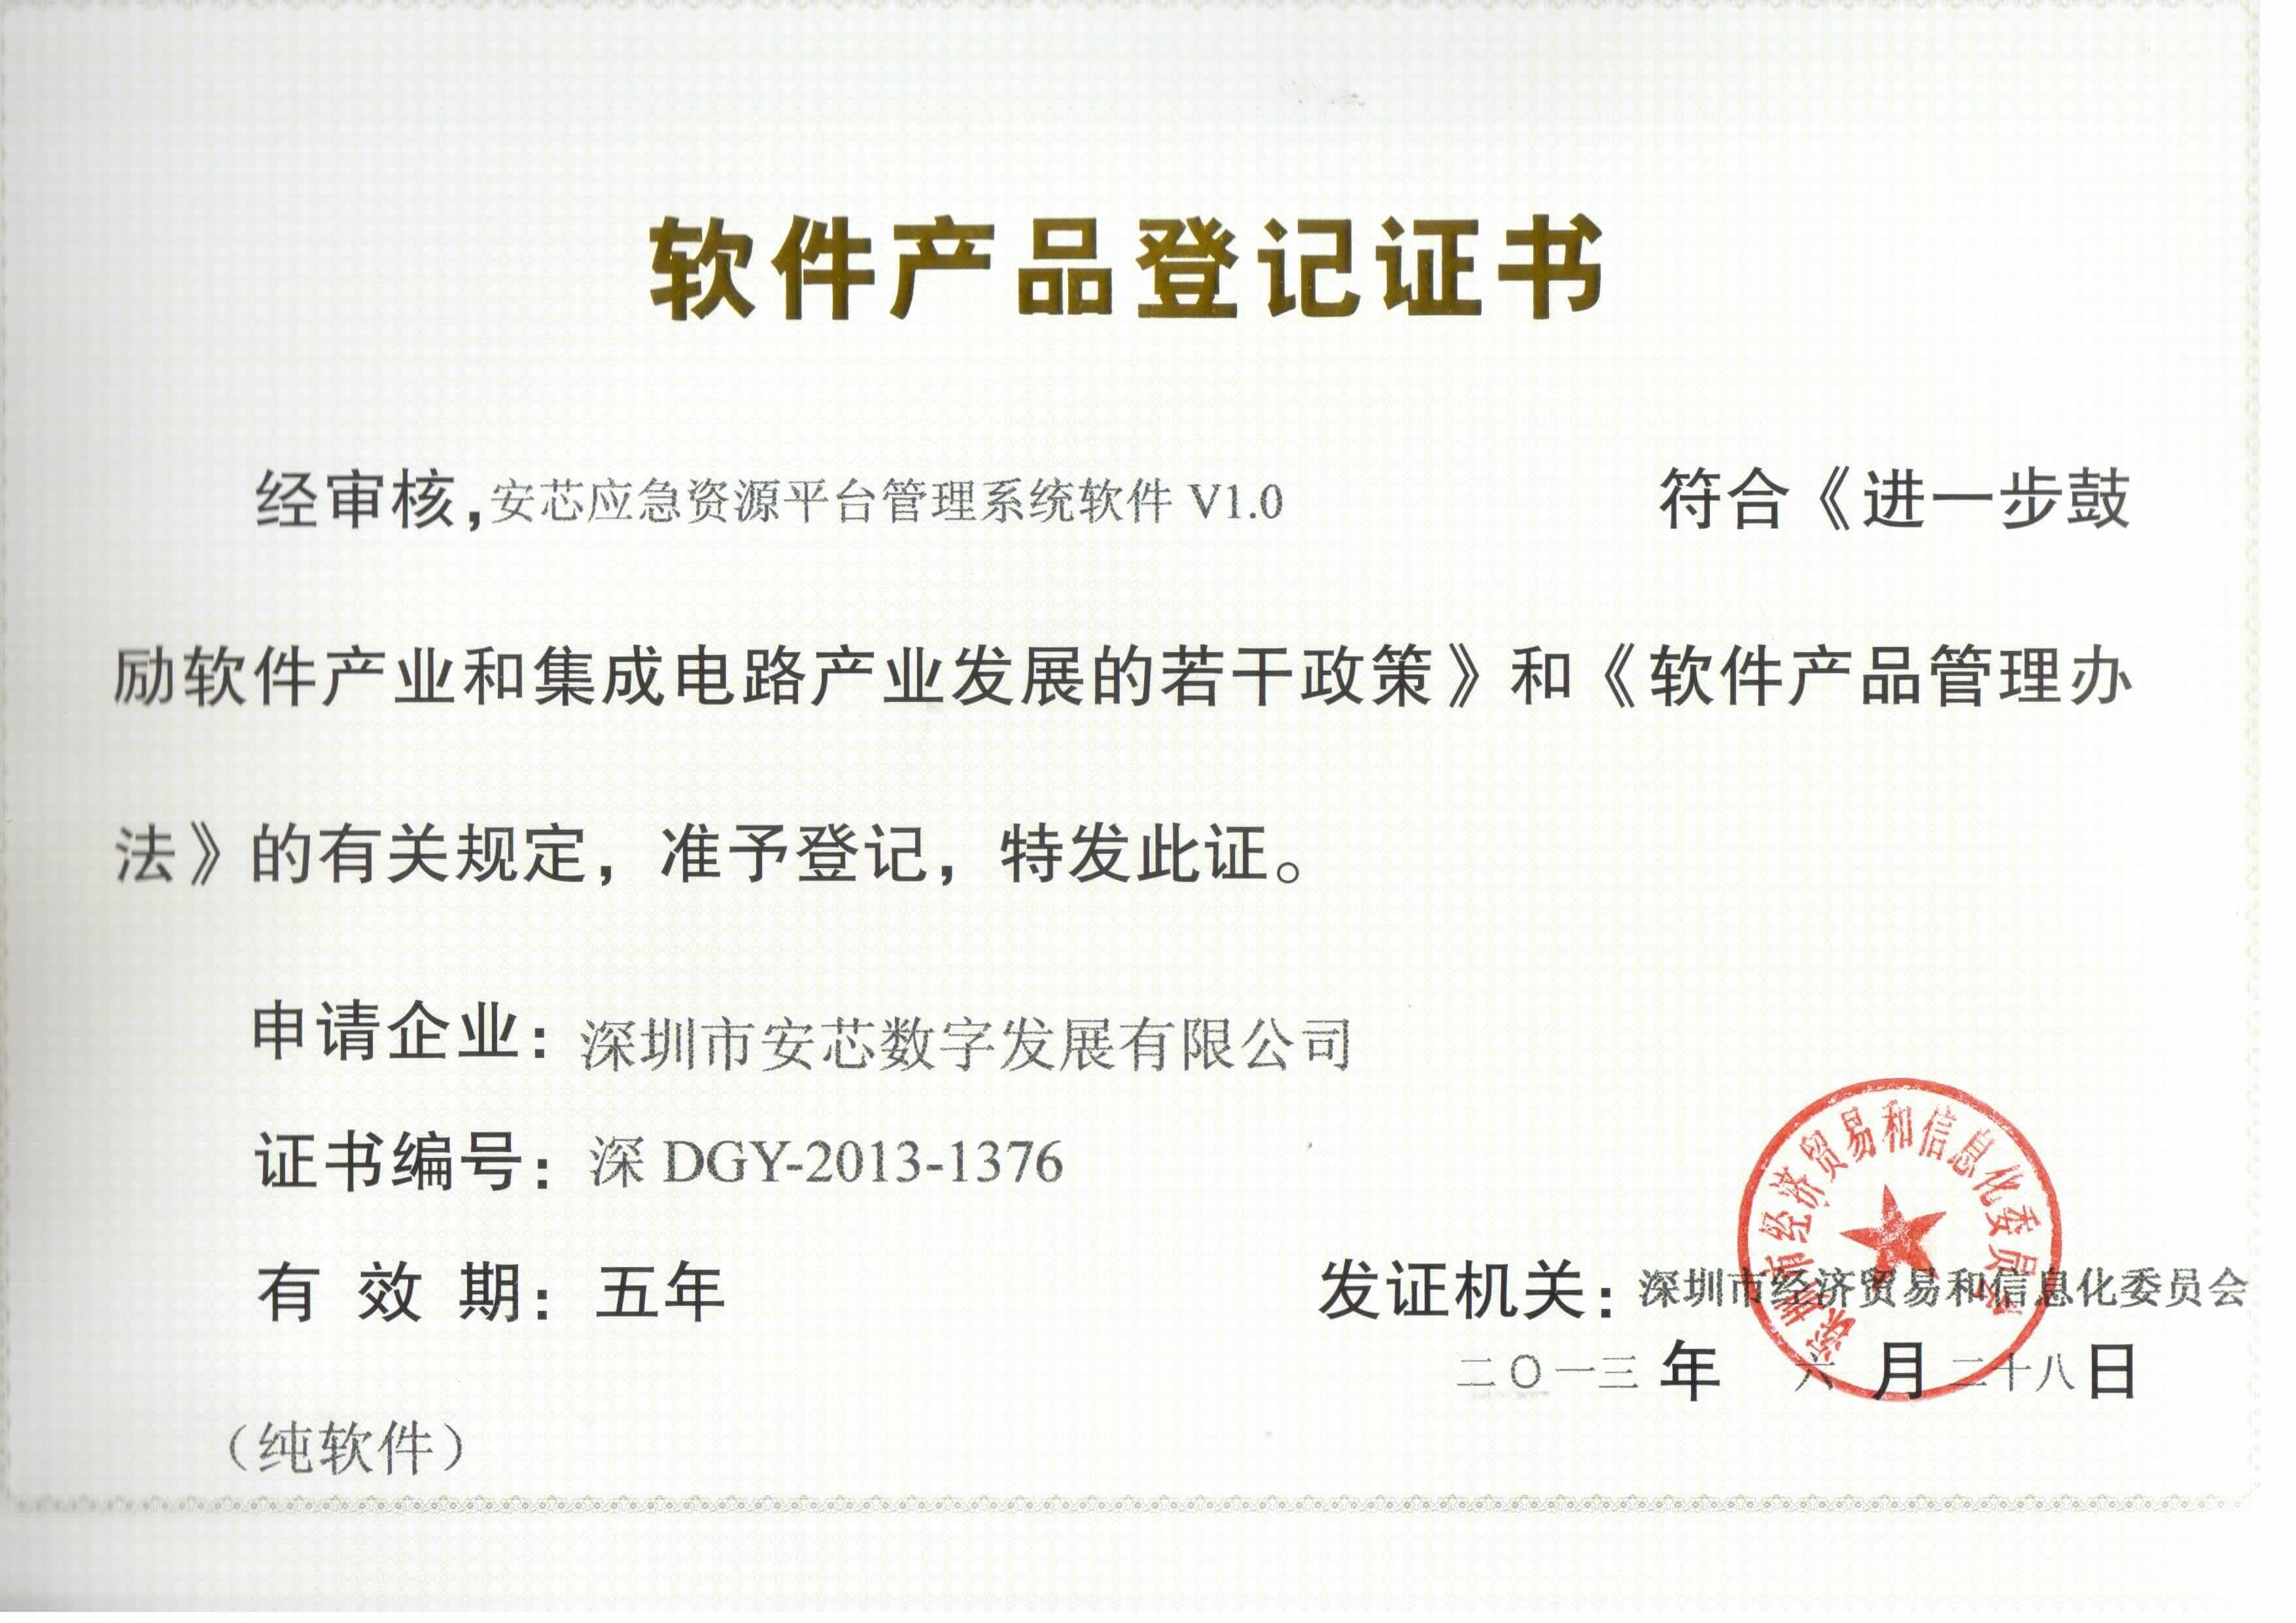 软件产品登记证书
经审核,安芯应急资源平台管理系统软件 V1.0 符合《进一步鼓
励软件产业和集成电路产业发展的若干政策》和《软件产品管理办
法》的有关规定，准予登记，特发此证。
申请企业：深圳市安芯数字发展有限公司
证书编号：深 DGY-2013-1376
有 效 期：五年
发证机关：深圳市经济贸易和信息化委员会
二〇一三 年 六 月 二十八 日
（纯软件）
深圳市经济贸易和信息化委员会